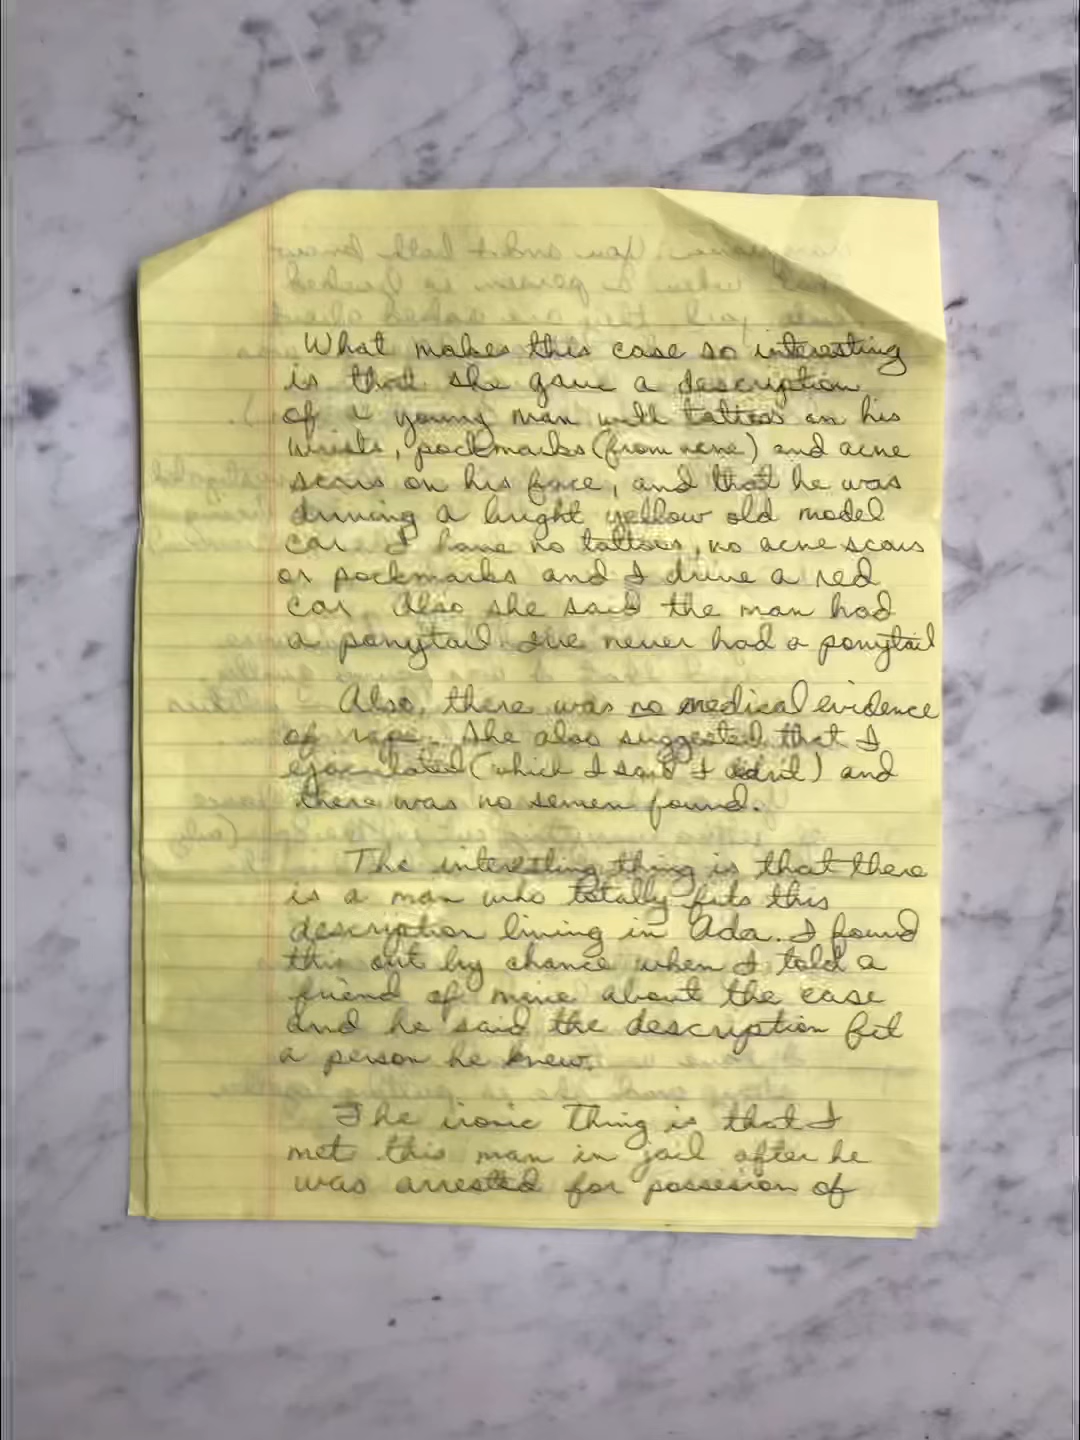 What makes this case so interesting
is that she gave a description
of a young man with tattoos on his
wrists, pockmarks (from acne) and acne
scars on his face, and that he was
driving a bright yellow old model
car. I have no tattoos, no acne scars
or pockmarks and I drive a red
car. Also she said the man had
a ponytail. I've never had a ponytail
Also, there was no medical evidence
of rape. She also suggested that I
ejaculated (which I said I didn't) and
there was no semen found.
The interesting thing is that there
is a man who totally fits this
description living in Ada. I found
this out by chance when I told a
friend of mine about the case
and he said the description fit
a person he knew.
The ironic thing is that I
met this man in jail after he
was arrested for possesion of